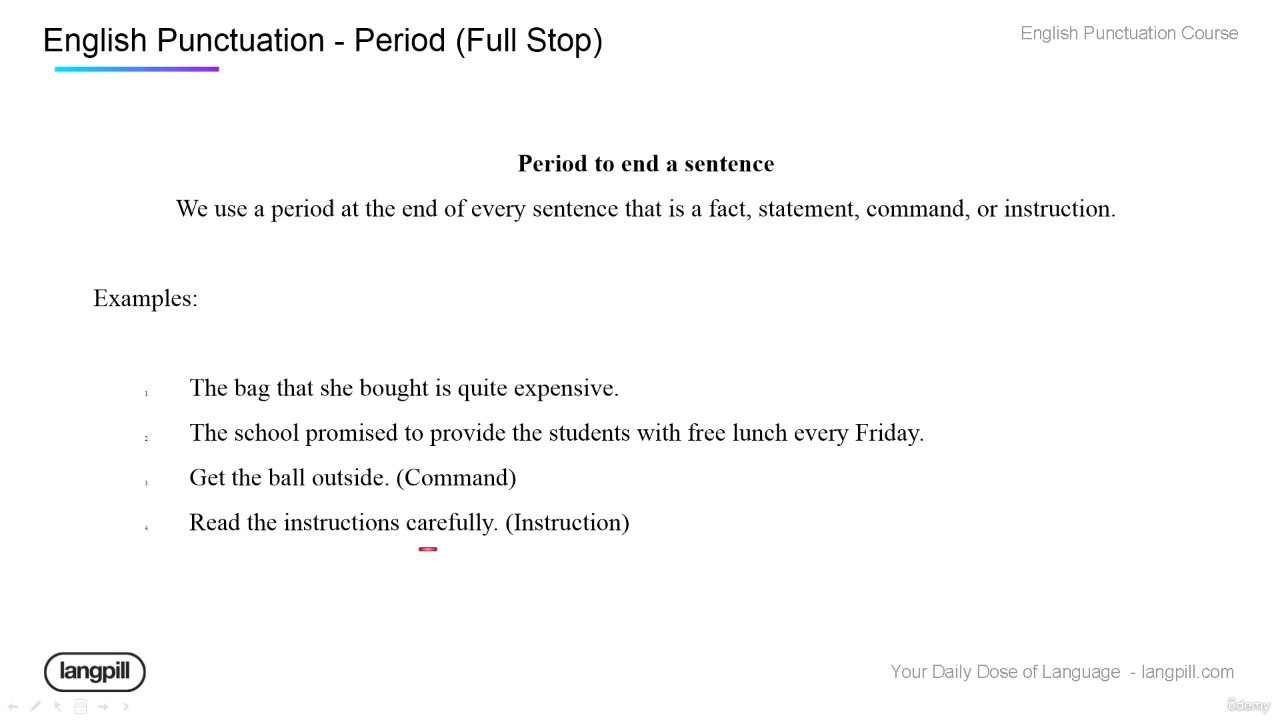 English Punctuation - Period (Full Stop)
English Punctuation Course
Period to end a sentence
We use a period at the end of every sentence that is a fact, statement, command, or instruction.
Examples:
1. The bag that she bought is quite expensive.
2. The school promised to provide the students with free lunch every Friday.
3. Get the ball outside. (Command)
4. Read the instructions carefully. (Instruction)
langpill
Your Daily Dose of Language - langpill.com
ûdemy